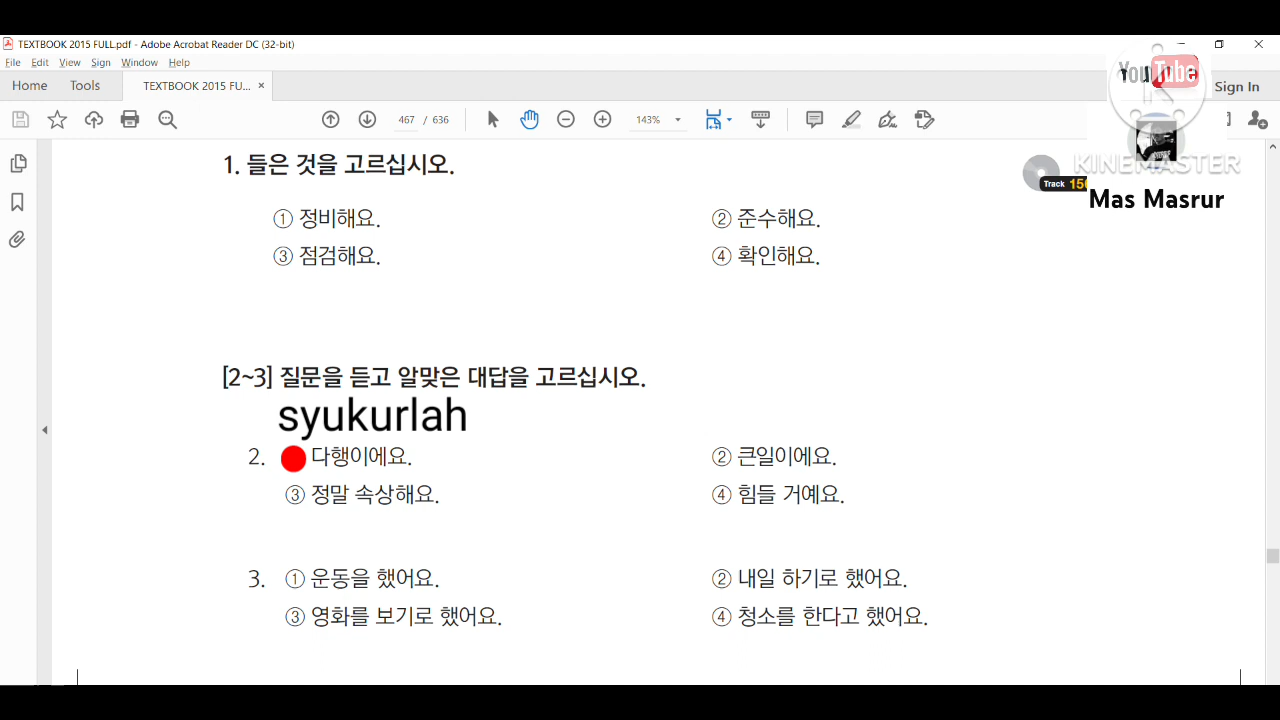 TEXTBOOK 2015 FULL.pdf - Adobe Acrobat Reader DC (32-bit)
File Edit View Sign Window Help
Home Tools TEXTBOOK 2015 FU... × Sign In
YouTube
467 / 636 143%
KINEMASTER
Mas Masrur
1. 들은 것을 고르십시오.
Track 150
① 정비해요. ② 준수해요.
③ 점검해요. ④ 확인해요.
[2~3] 질문을 듣고 알맞은 대답을 고르십시오.
syukurlah
2. 다행이에요. ② 큰일이에요.
③ 정말 속상해요. ④ 힘들 거예요.
3. ① 운동을 했어요. ② 내일 하기로 했어요.
③ 영화를 보기로 했어요. ④ 청소를 한다고 했어요.